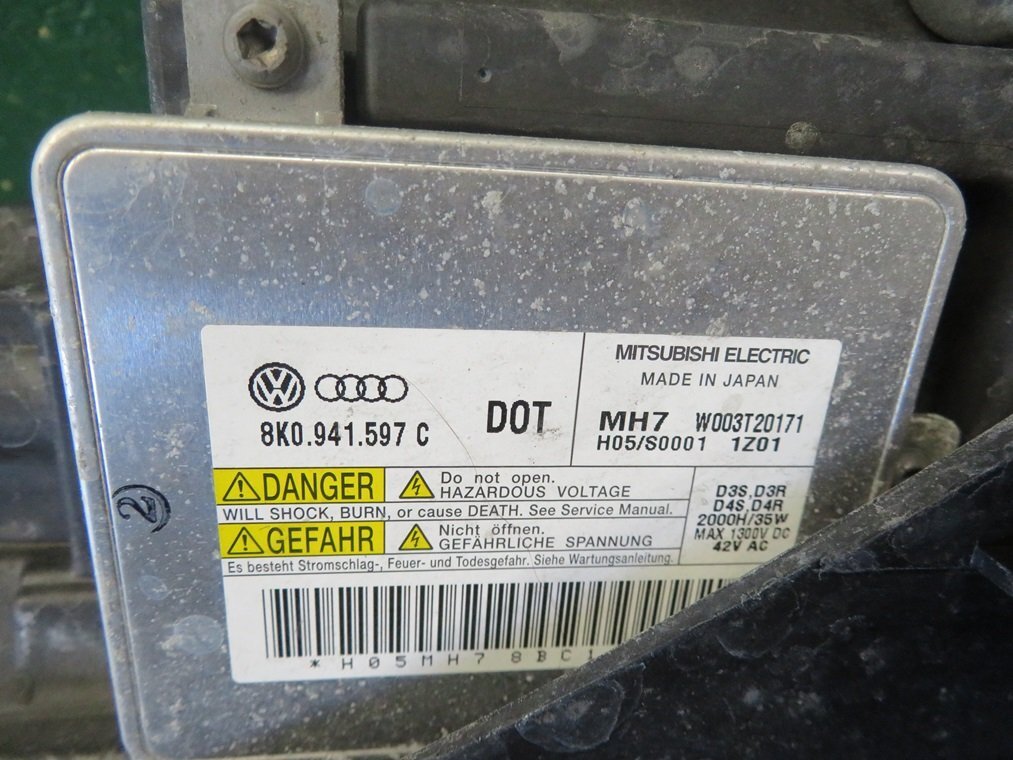 8K0.941.597 C
DOT
MITSUBISHI ELECTRIC
MADE IN JAPAN
MH7 W003T20171
H05/S0001 1Z01
DANGER
Do not open.
HAZARDOUS VOLTAGE
WILL SHOCK, BURN, or cause DEATH. See Service Manual.
GEFAHR
Nicht öffnen.
GEFÄHRLICHE SPANNUNG
Es besteht Stromschlag-, Feuer- und Todesgefahr. Siehe Wartungsanleitung.
D3S,D3R
D4S,D4R
2000H/35W
MAX 1300V DC
42V AC
*H05MH78BC1
2